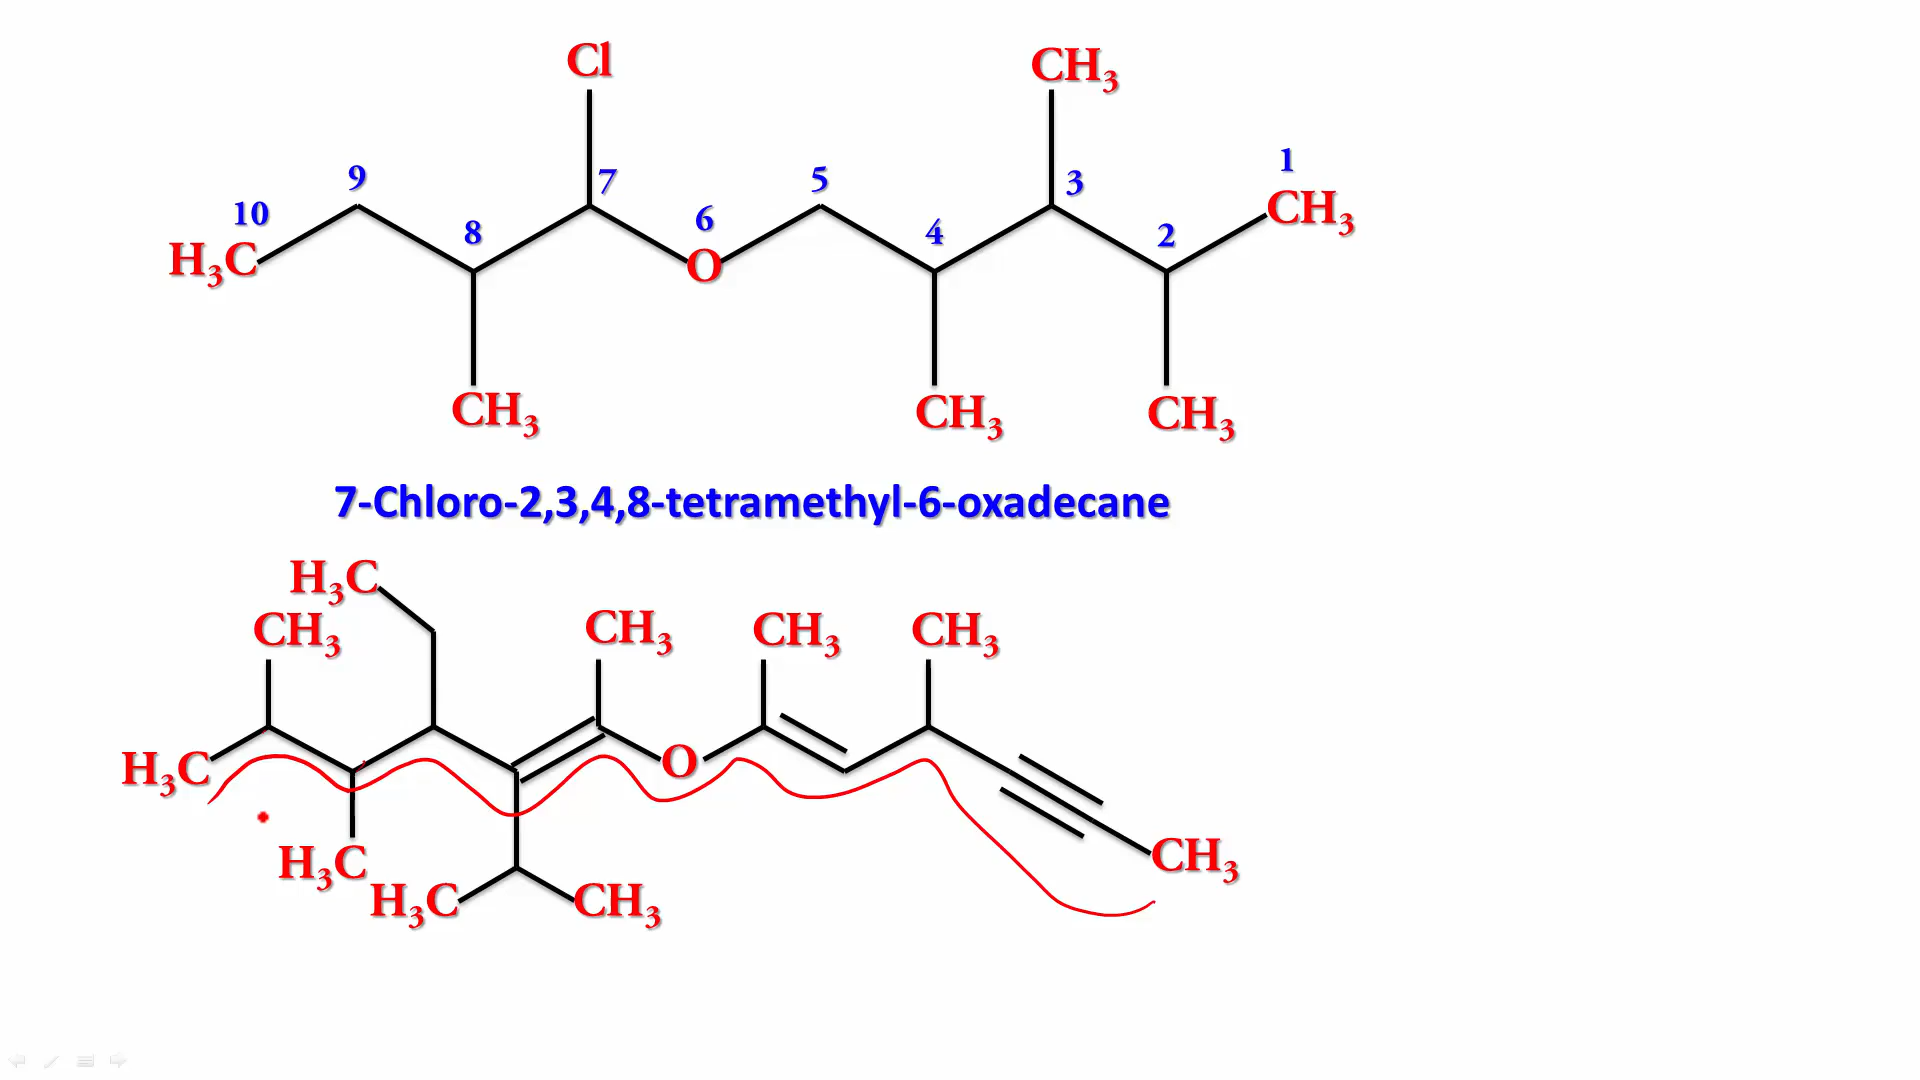 Cl
CH₃
1
9
5
7
3
10
6
CH₃
8
4
2
H₃C
O
CH₃
CH₃
CH₃
7-Chloro-2,3,4,8-tetramethyl-6-oxadecane
H₃C
CH₃
CH₃
CH₃
CH₃
H₃C
O
H₃C
CH₃
H₃C
CH₃